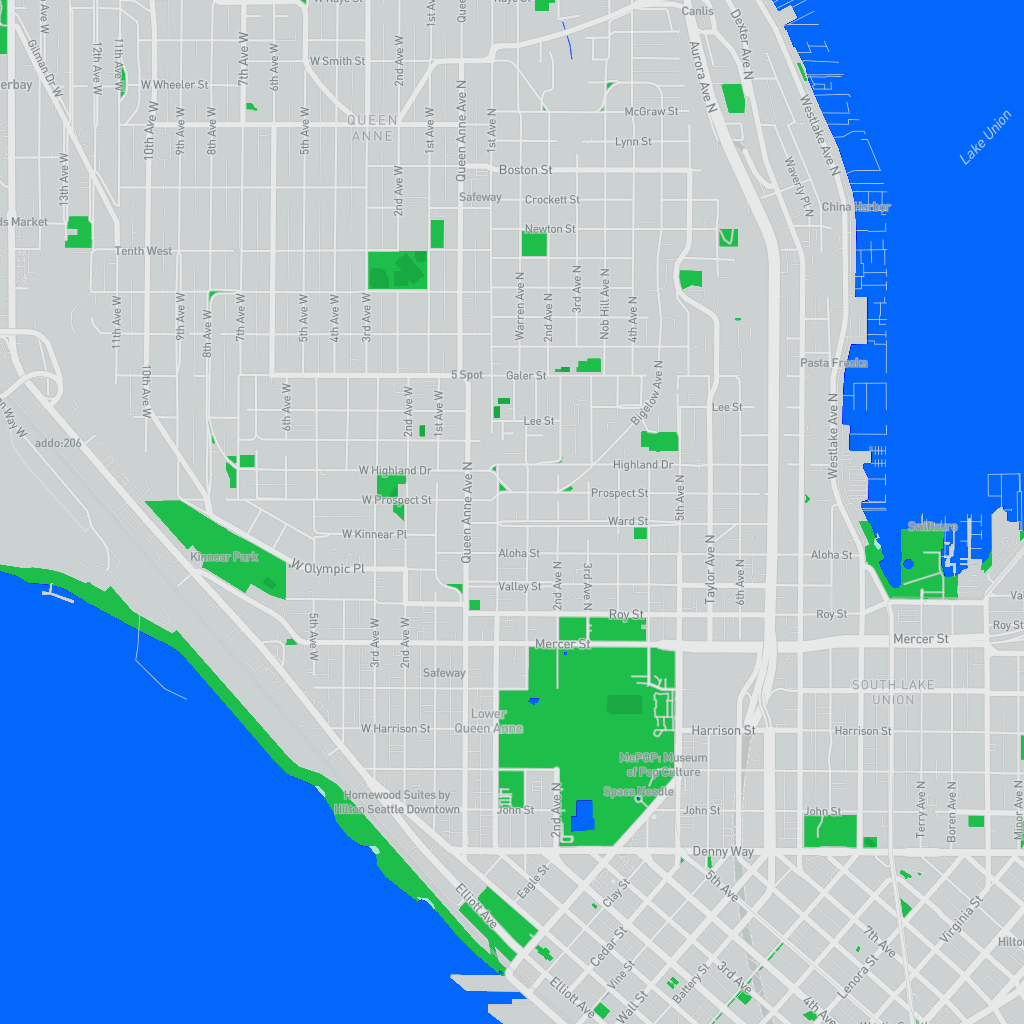 W Raye St
Raye St
Canlis
1st Ave W
Dexter Ave N
Gilman Dr W
12th Ave W
11th Ave W
7th Ave W
6th Ave W
2nd Ave W
W Smith St
Aurora Ave N
erbay
W Wheeler St
10th Ave W
9th Ave W
8th Ave W
5th Ave W
QUEEN
ANNE
1st Ave W
Queen Anne Ave N
1st Ave N
McGraw St
Westlake Ave N
Lynn St
Lake Union
13th Ave W
2nd Ave W
Boston St
Waverly Pl N
Safeway
Crockett St
China Harbor
ds Market
Tenth West
Newton St
11th Ave W
9th Ave W
8th Ave W
7th Ave W
5th Ave W
4th Ave W
3rd Ave W
Warren Ave N
2nd Ave N
3rd Ave N
Nob Hill Ave N
4th Ave N
Pasta Freska
5 Spot
Galer St
10th Ave W
6th Ave W
2nd Ave W
1st Ave W
Bigelow Ave N
Lee St
Lee St
Westlake Ave N
addo:206
W Highland Dr
Highland Dr
W Prospect St
Queen Anne Ave N
Prospect St
5th Ave N
Ward St
W Kinnear Pl
Sailtours
Kinnear Park
W Olympic Pl
Aloha St
Aloha St
Taylor Ave N
6th Ave N
2nd Ave N
3rd Ave N
Valley St
Roy St
Roy St
Roy St
5th Ave W
3rd Ave W
2nd Ave W
Mercer St
Mercer St
Safeway
SOUTH LAKE
UNION
Lower
Queen Anne
W Harrison St
Harrison St
Harrison St
MoPOP: Museum
of Pop Culture
Space Needle
Homewood Suites by
Hilton Seattle Downtown
John St
2nd Ave N
John St
John St
Terry Ave N
Boren Ave N
Minor Ave N
Denny Way
Elliott Ave
Eagle St
Clay St
5th Ave
Virginia St
Cedar St
7th Ave
Hilto
Vine St
Battery St
3rd Ave
Lenora St
Elliott Ave
Wall St
4th Ave